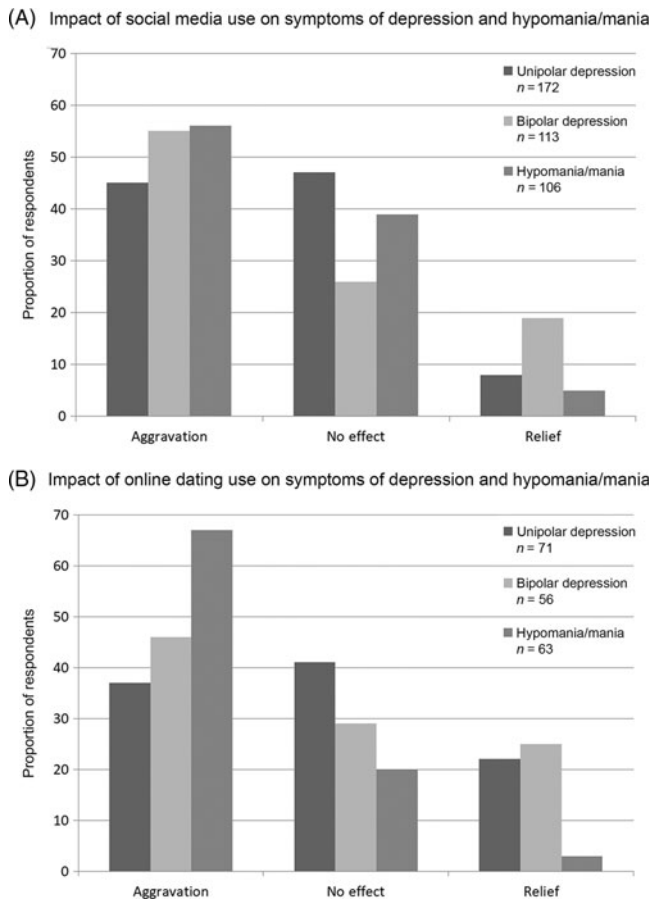 (A) Impact of social media use on symptoms of depression and hypomania/mania
70
60
50
40
30
20
10
0
Proportion of respondents
Unipolar depression
n = 172
Bipolar depression
n = 113
Hypomania/mania
n = 106
Aggravation No effect Relief
(B) Impact of online dating use on symptoms of depression and hypomania/mania
70
60
50
40
30
20
10
0
Proportion of respondents
Unipolar depression
n = 71
Bipolar depression
n = 56
Hypomania/mania
n = 63
Aggravation No effect Relief